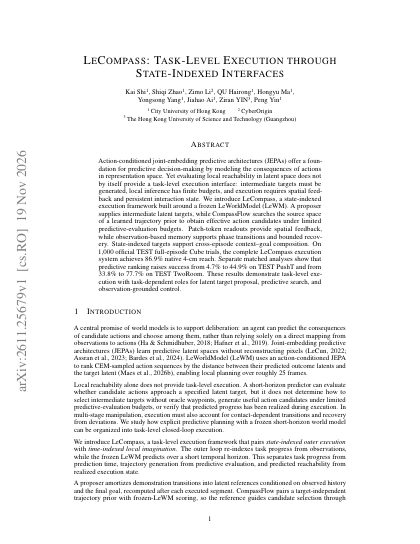 LECOMPASS: TASK-LEVEL EXECUTION THROUGH
STATE-INDEXED INTERFACES
Kai Shi¹, Shiqi Zhao¹, Zimo Li², QU Hairong¹, Hongyu Ma¹,
Yongsong Yang¹, Jiahao Ai¹, Ziran YIN³, Peng Yin¹
¹ City University of Hong Kong ² CyberOrigin
³ The Hong Kong University of Science and Technology (Guangzhou)
ABSTRACT
Action-conditioned joint-embedding predictive architectures (JEPAs) offer a foun-
dation for predictive decision-making by modeling the consequences of actions
in representation space. Yet evaluating local reachability in latent space does not
by itself provide a task-level execution interface: intermediate targets must be
generated, local inference has finite budgets, and execution requires spatial feed-
back and persistent interaction state. We introduce LeCompass, a state-indexed
execution framework built around a frozen LeWorldModel (LeWM). A proposer
supplies intermediate latent targets, while CompassFlow searches the source space
of a learned trajectory prior to obtain effective action candidates under limited
predictive-evaluation budgets. Patch-token readouts provide spatial feedback,
while observation-based memory supports phase transitions and bounded recov-
ery. State-indexed targets support cross-episode context–goal composition. On
1,000 official TEST full-episode Cube trials, the complete LeCompass execution
system achieves 86.9% native 4-cm reach. Separate matched analyses show that
predictive ranking raises success from 4.7% to 44.9% on TEST PushT and from
33.8% to 77.7% on TEST TwoRoom. These results demonstrate task-level execu-
tion with task-dependent roles for latent target proposal, predictive search, and
observation-grounded control.
1 INTRODUCTION
A central promise of world models is to support deliberation: an agent can predict the consequences
of candidate actions and choose among them, rather than relying solely on a direct mapping from
observations to actions (Ha & Schmidhuber, 2018; Hafner et al., 2019). Joint-embedding predictive
architectures (JEPAs) learn predictive latent spaces without reconstructing pixels (LeCun, 2022;
Assran et al., 2023; Bardes et al., 2024). LeWorldModel (LeWM) uses an action-conditioned JEPA
to rank CEM-sampled action sequences by the distance between their predicted outcome latents and
the target latent (Maes et al., 2026b), enabling local planning over roughly 25 frames.
Local reachability alone does not provide task-level execution. A short-horizon predictor can evaluate
whether candidate actions approach a specified latent target, but it does not determine how to
select intermediate targets without oracle waypoints, generate useful action candidates under limited
predictive-evaluation budgets, or verify that predicted progress has been realized during execution. In
multi-stage manipulation, execution must also account for contact-dependent transitions and recovery
from deviations. We study how explicit predictive planning with a frozen short-horizon world model
can be organized into task-level closed-loop execution.
We introduce LeCompass, a task-level execution framework that pairs state-indexed outer execution
with time-indexed local imagination. The outer loop re-indexes task progress from observations,
while the frozen LeWM predicts over a short temporal horizon. This separates task progress from
prediction time, trajectory generation from predictive evaluation, and predicted reachability from
realized execution state.
A proposer amortizes demonstration transitions into latent references conditioned on observed history
and the final goal, recomputed after each executed segment. CompassFlow pairs a target-independent
trajectory prior with frozen-LeWM scoring, so the reference guides candidate selection through
1
arXiv:2611.25679v1 [cs.RO] 19 Nov 2026